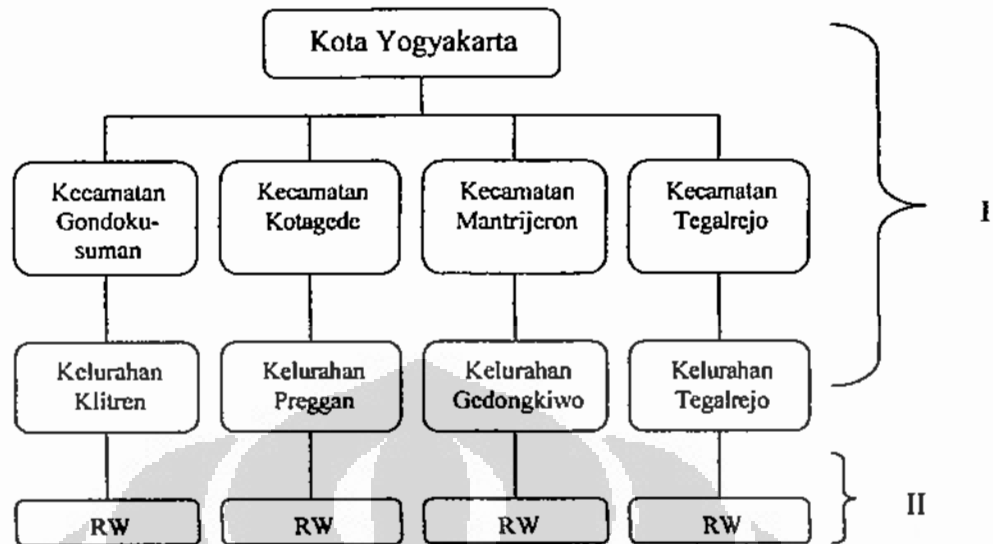 Kota Yogyakarta
Kecamatan
Gondoku-
suman
Kecamatan
Kotagede
Kecamatan
Mantrijeron
Kecamatan
Tegalrejo
I
Kelurahan
Klitren
Kelurahan
Preggan
Kelurahan
Gedongkiwo
Kelurahan
Tegalrejo
RW
RW
RW
RW
II